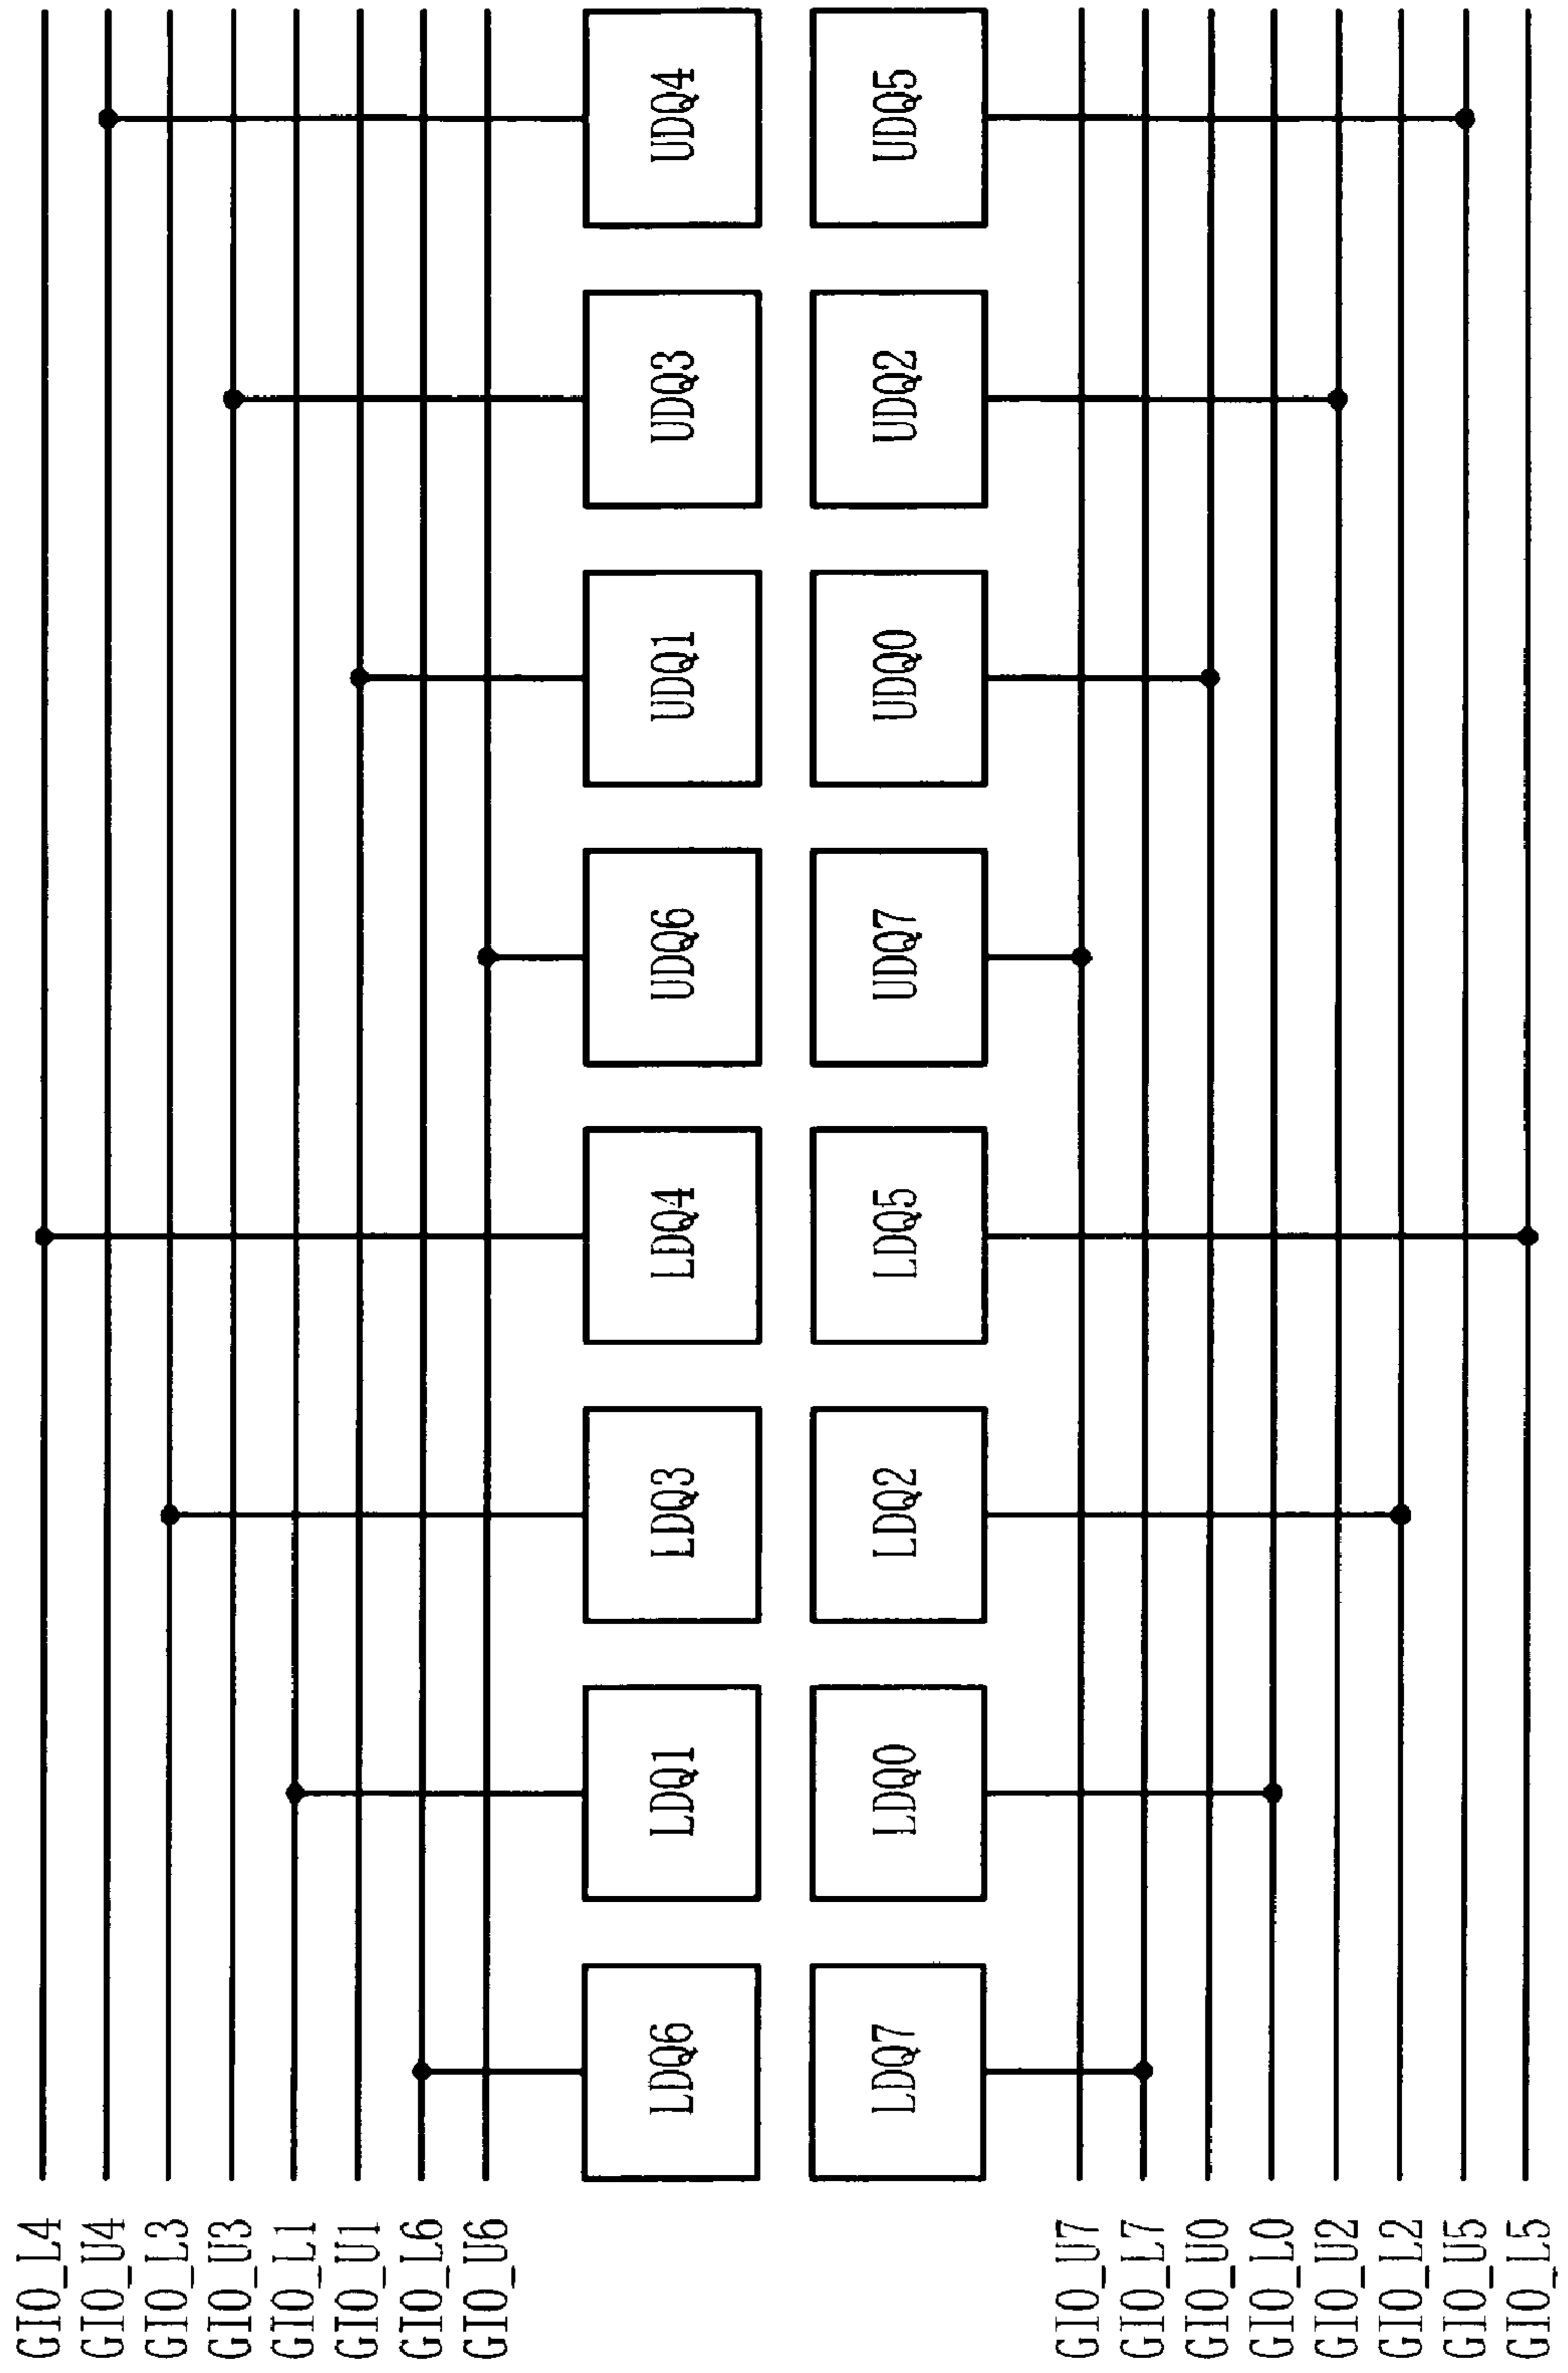 GIO_L4
GIO_U4
GIO_L3
GIO_U3
GIO_L1
GIO_U1
GIO_L6
GIO_U6
LDQ6
LDQ1
LDQ3
LDQ4
UDQ6
UDQ1
UDQ3
UDQ4
LDQ7
LDQ0
LDQ2
LDQ5
UDQ7
UDQ0
UDQ2
UDQ5
GIO_U7
GIO_L7
GIO_U0
GIO_L0
GIO_U2
GIO_L2
GIO_U5
GIO_L5